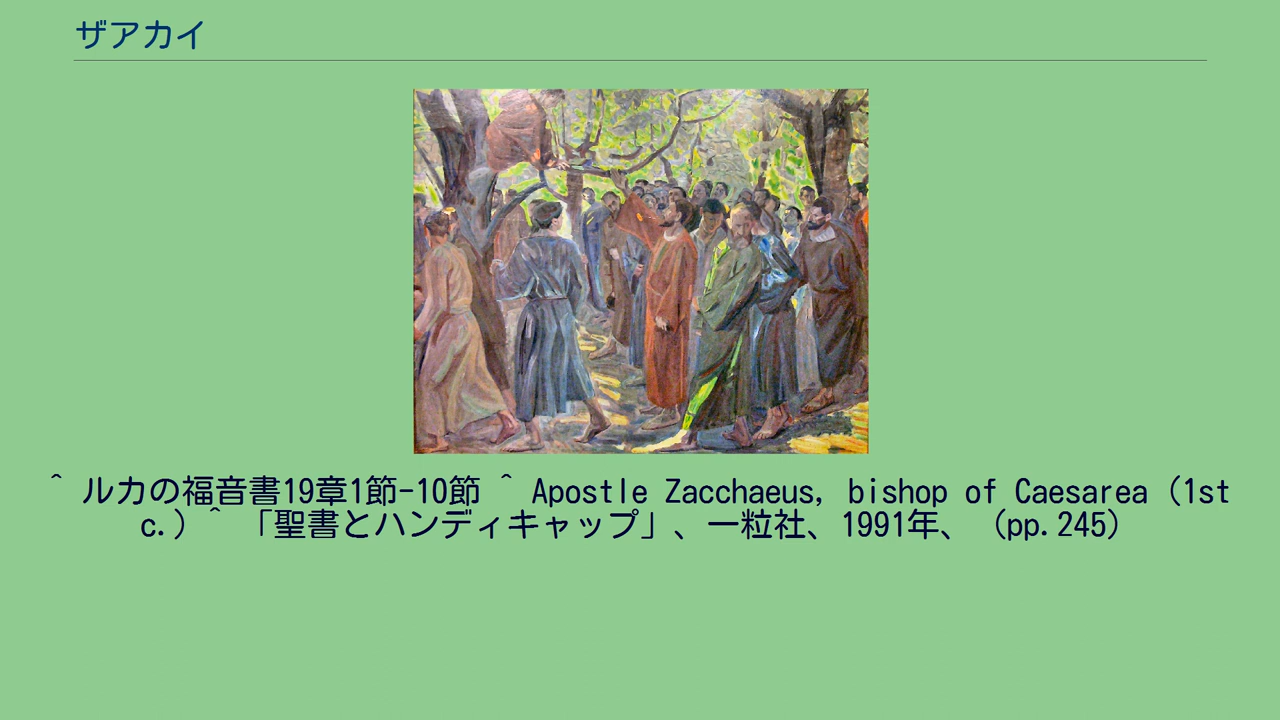 ザアカイ
^ ルカの福音書19章1節-10節 ^ Apostle Zacchaeus, bishop of Caesarea (1st
c.) ^ 「聖書とハンディキャップ」、一粒社、1991年、 (pp.245)